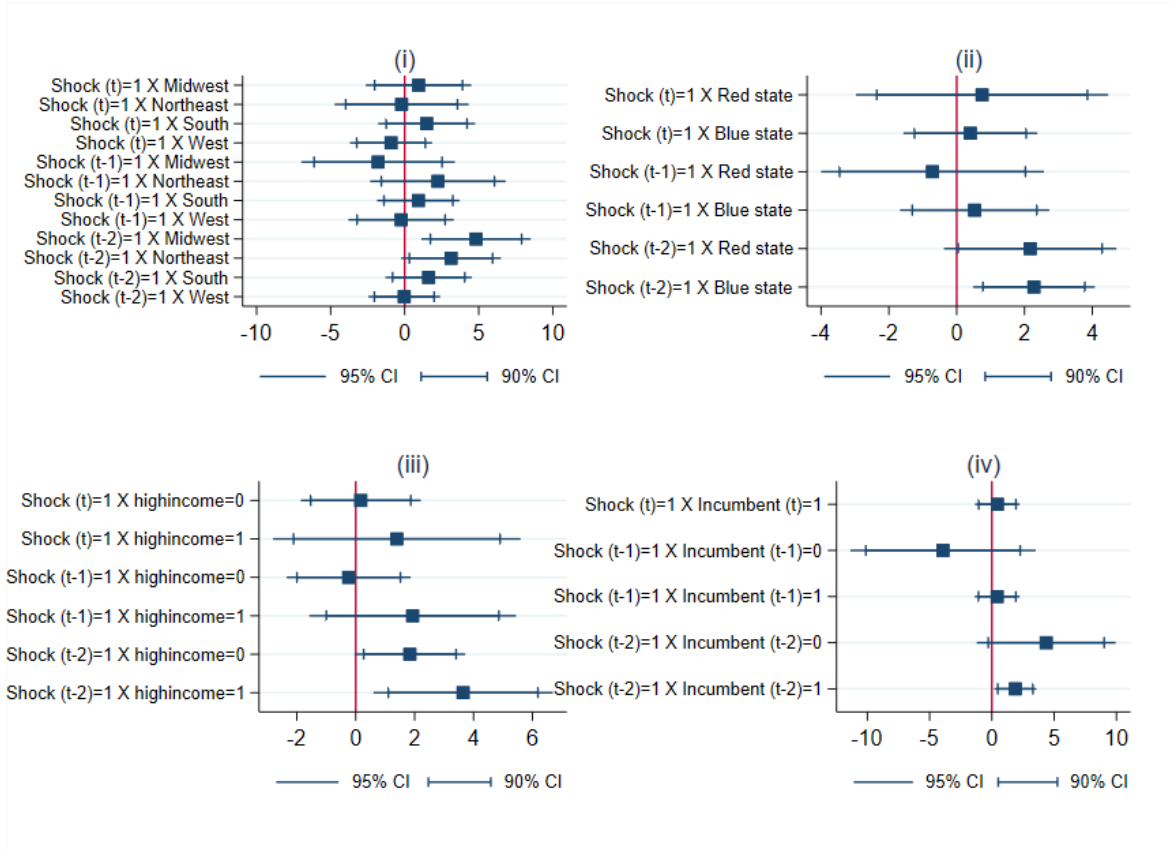 (i)
Shock (t)=1 X Midwest
Shock (t)=1 X Northeast
Shock (t)=1 X South
Shock (t)=1 X West
Shock (t-1)=1 X Midwest
Shock (t-1)=1 X Northeast
Shock (t-1)=1 X South
Shock (t-1)=1 X West
Shock (t-2)=1 X Midwest
Shock (t-2)=1 X Northeast
Shock (t-2)=1 X South
Shock (t-2)=1 X West
-10 -5 0 5 10
95% CI 90% CI
(ii)
Shock (t)=1 X Red state
Shock (t)=1 X Blue state
Shock (t-1)=1 X Red state
Shock (t-1)=1 X Blue state
Shock (t-2)=1 X Red state
Shock (t-2)=1 X Blue state
-4 -2 0 2 4
95% CI 90% CI
(iii)
Shock (t)=1 X highincome=0
Shock (t)=1 X highincome=1
Shock (t-1)=1 X highincome=0
Shock (t-1)=1 X highincome=1
Shock (t-2)=1 X highincome=0
Shock (t-2)=1 X highincome=1
-2 0 2 4 6
95% CI 90% CI
(iv)
Shock (t)=1 X Incumbent (t)=1
Shock (t-1)=1 X Incumbent (t-1)=0
Shock (t-1)=1 X Incumbent (t-1)=1
Shock (t-2)=1 X Incumbent (t-2)=0
Shock (t-2)=1 X Incumbent (t-2)=1
-10 -5 0 5 10
95% CI 90% CI